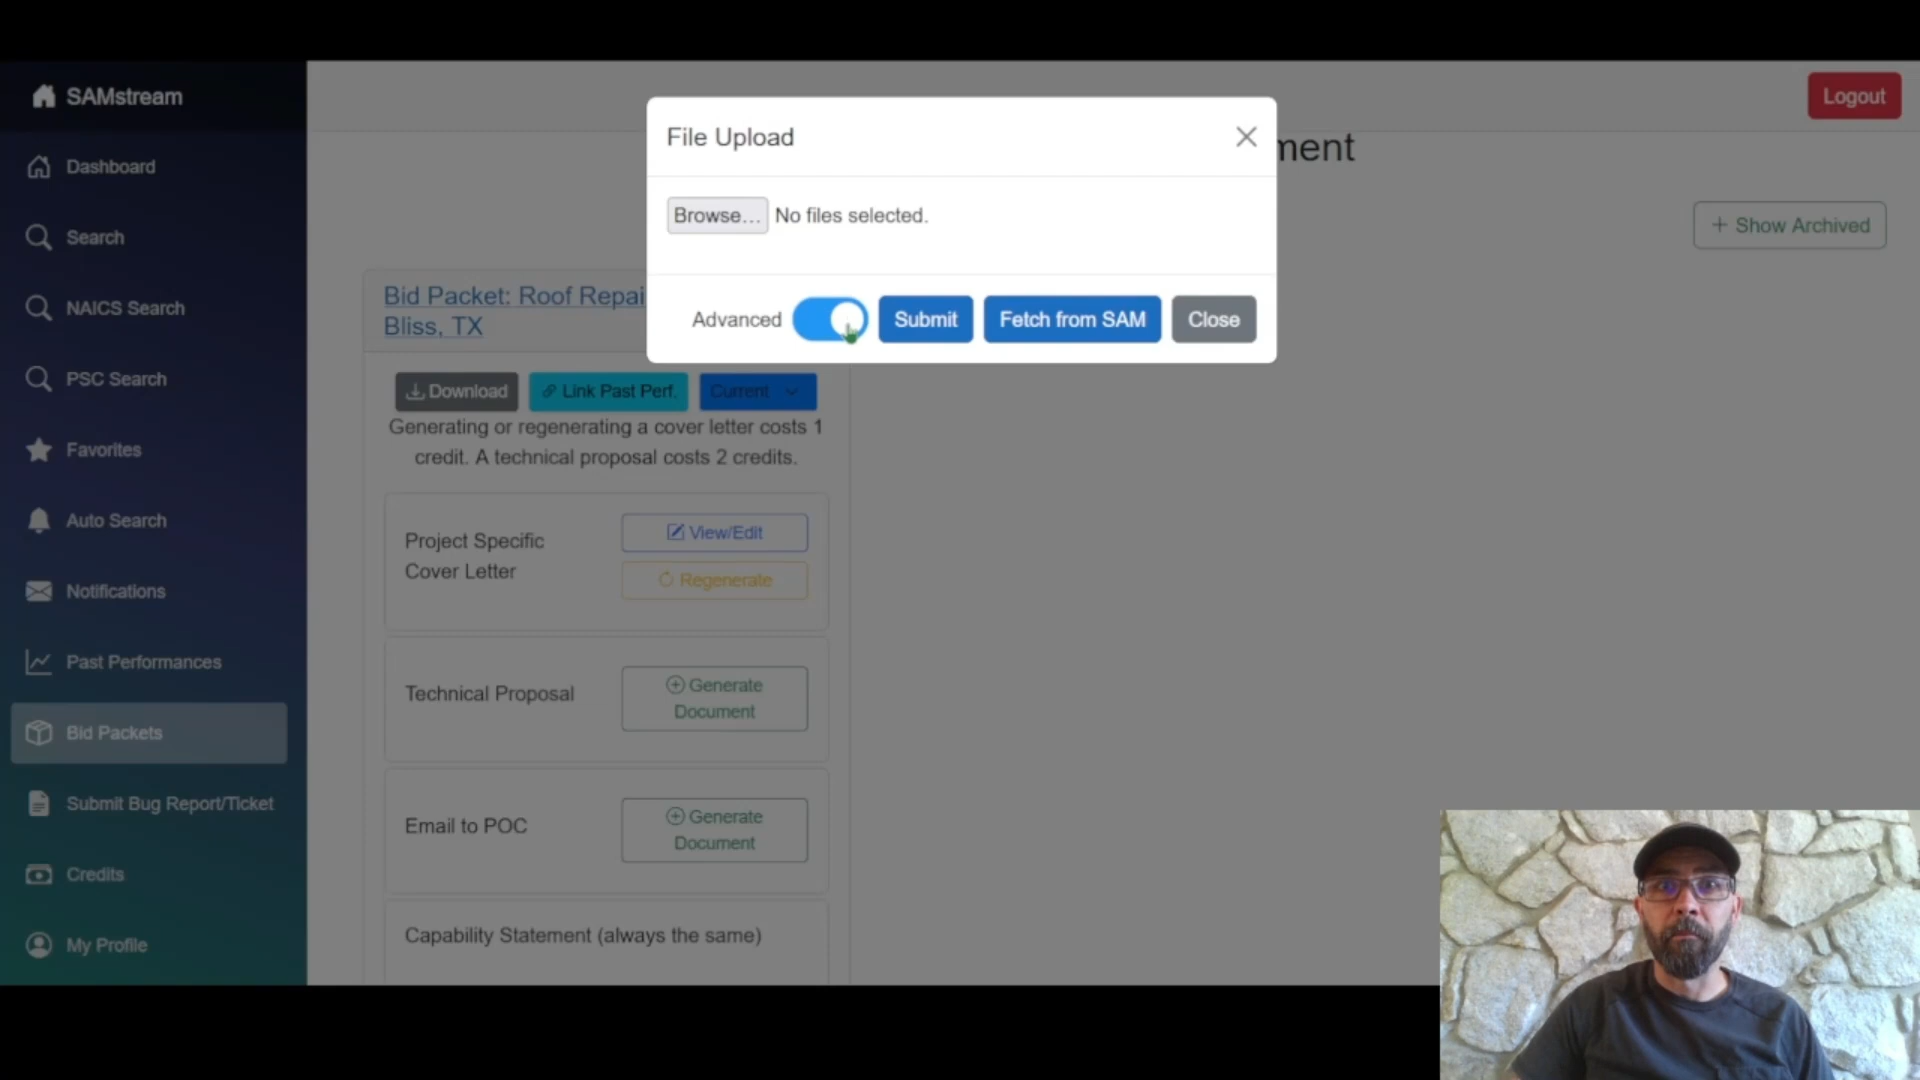 SAMstream
Dashboard
Search
NAICS Search
PSC Search
Favorites
Auto Search
Notifications
Past Performances
Bid Packets
Submit Bug Report/Ticket
Credits
My Profile
Logout
ment
+ Show Archived
File Upload
Browse... No files selected.
Advanced Submit Fetch from SAM Close
Bid Packet: Roof Repai
Bliss, TX
Download Link Past Perf. Current
Generating or regenerating a cover letter costs 1
credit. A technical proposal costs 2 credits.
Project Specific
Cover Letter
View/Edit
Regenerate
Technical Proposal
Generate
Document
Email to POC
Generate
Document
Capability Statement (always the same)